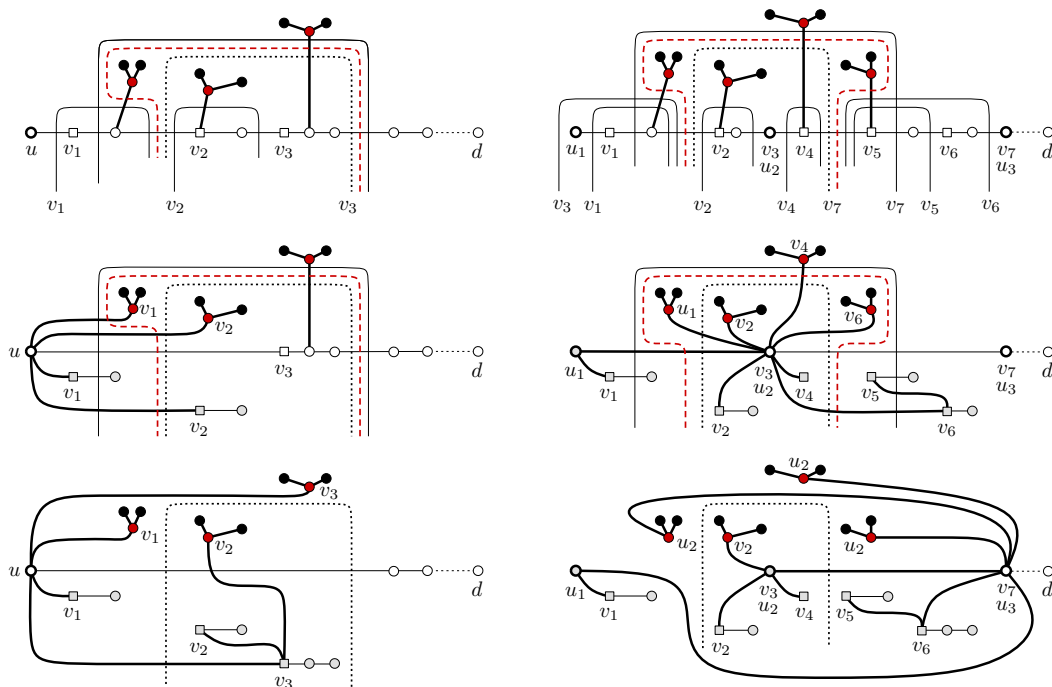 u v₁ v₂ v₃ d
v₁ v₂ v₃
u₁ v₁ v₂ v₃ v₄ v₅ v₆ v₇ d
u₂ u₃
v₃ v₁ v₂ v₄ v₇ v₇ v₅ v₆
v₁ v₂
u v₃ d
v₁
v₂
v₄
u₁ v₂ v₆
u₁ v₃ v₇ d
v₁ u₂ v₄ v₅ u₃
v₂ v₆
v₃
v₁ v₂
u d
v₁
v₂
v₃
u₂
u₂ v₂ u₂
u₁ v₃ v₇ d
v₁ u₂ v₄ v₅ u₃
v₂ v₆